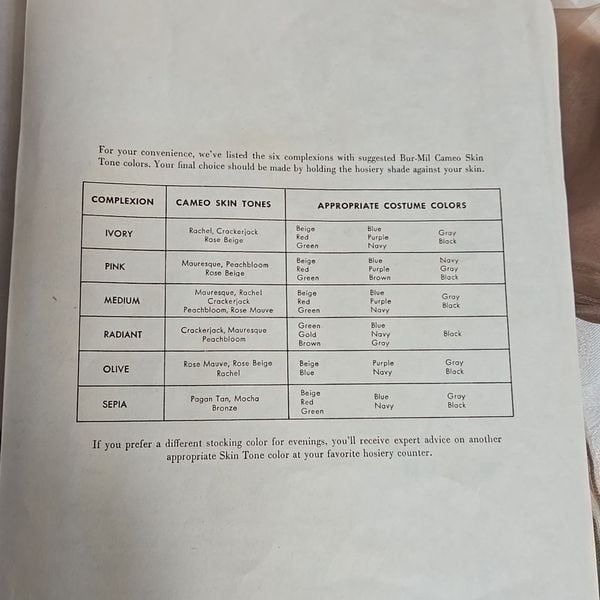 For your convenience, we've listed the six complexions with suggested Bur-Mil Cameo Skin
Tone colors. Your final choice should be made by holding the hosiery shade against your skin.
COMPLEXION CAMEO SKIN TONES APPROPRIATE COSTUME COLORS
IVORY
Rachel, Crackerjack
Rose Beige
Beige Blue Gray
Red Purple Black
Green Navy
PINK
Mauresque, Peachbloom
Rose Beige
Beige Blue Navy
Red Purple Gray
Green Brown Black
MEDIUM
Mauresque, Rachel
Crackerjack
Peachbloom, Rose Mauve
Beige Blue Gray
Red Purple Black
Green Navy
RADIANT
Crackerjack, Mauresque
Peachbloom
Green Blue
Gold Navy Black
Brown Gray
OLIVE
Rose Mauve, Rose Beige
Rachel
Beige Purple Gray
Blue Navy Black
SEPIA
Pagan Tan, Mocha
Bronze
Beige Blue Gray
Red Navy Black
Green
If you prefer a different stocking color for evenings, you'll receive expert advice on another
appropriate Skin Tone color at your favorite hosiery counter.